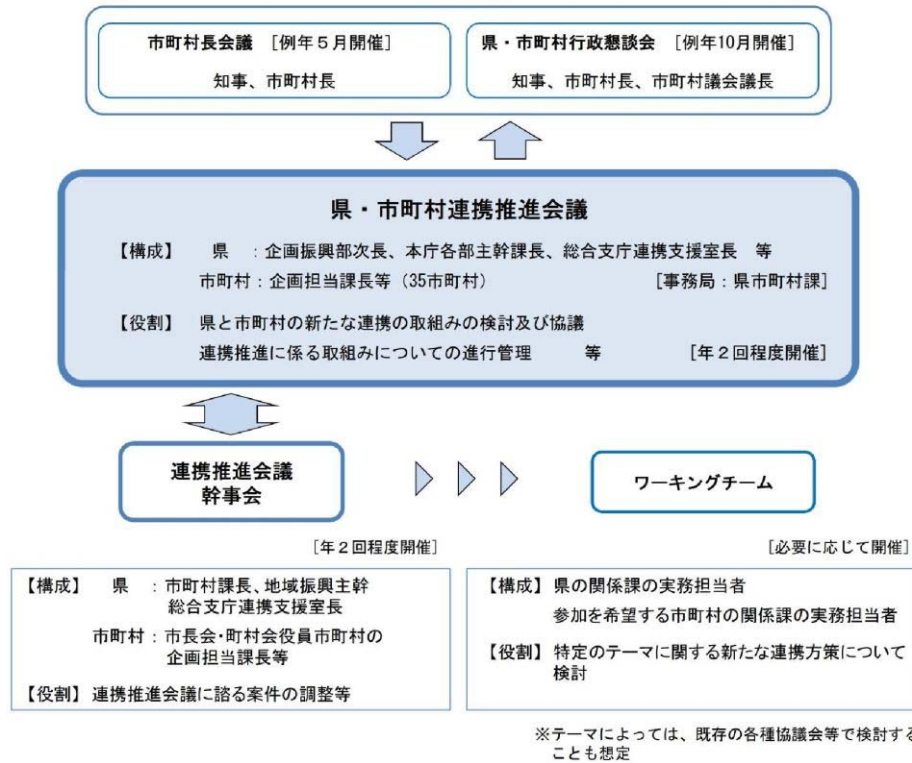 市町村長会議 [例年5月開催]
知事、市町村長
県・市町村行政懇談会 [例年10月開催]
知事、市町村長、市町村議会議長
県・市町村連携推進会議
【構成】 県 : 企画振興部次長、本庁各部主幹課長、総合支庁連携支援室長 等
市町村 : 企画担当課長等 (35市町村) [事務局:県市町村課]
【役割】 県と市町村の新たな連携の取組みの検討及び協議
連携推進に係る取組みについての進行管理 等 [年2回程度開催]
連携推進会議
幹事会
ワーキングチーム
[年2回程度開催]
【構成】 県 : 市町村課長、地域振興主幹
総合支庁連携支援室長
市町村 : 市長会・町村会役員市町村の
企画担当課長等
【役割】 連携推進会議に諮る案件の調整等
[必要に応じて開催]
【構成】 県の関係課の実務担当者
参加を希望する市町村の関係課の実務担当者
【役割】 特定のテーマに関する新たな連携方策について
検討
※テーマによっては、既存の各種協議会等で検討する
ことも想定